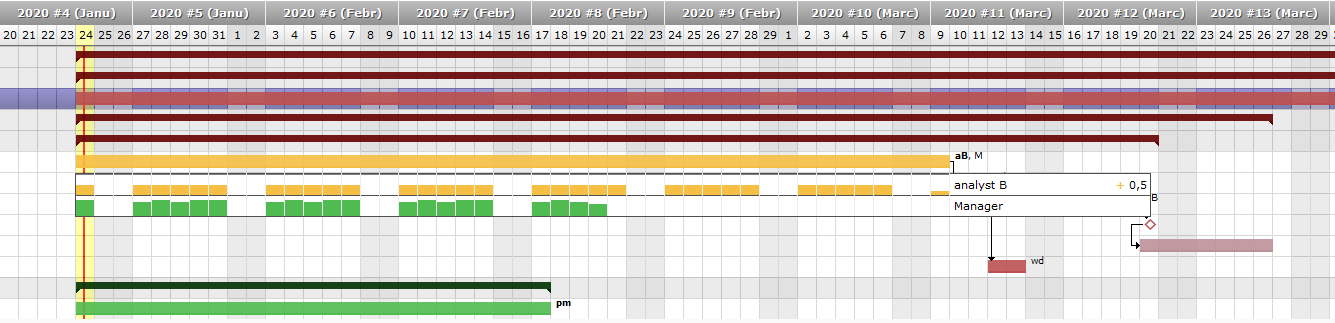 2020 #4 (Janu) 2020 #5 (Janu) 2020 #6 (Febr) 2020 #7 (Febr) 2020 #8 (Febr) 2020 #9 (Febr) 2020 #10 (Marc) 2020 #11 (Marc) 2020 #12 (Marc) 2020 #13 (Marc)
20 21 22 23 24 25 26 27 28 29 30 31 1 2 3 4 5 6 7 8 9 10 11 12 13 14 15 16 17 18 19 20 21 22 23 24 25 26 27 28 29 1 2 3 4 5 6 7 8 9 10 11 12 13 14 15 16 17 18 19 20 21 22 23 24 25 26 27 28 29
aB, M
analyst B + 0,5
B
Manager
wd
pm